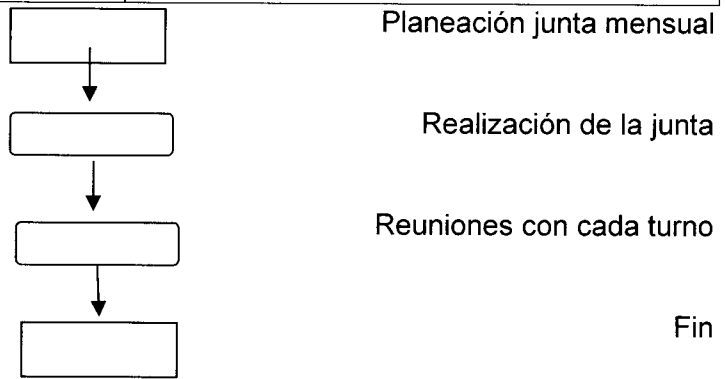 Planeación junta mensual
Realización de la junta
Reuniones con cada turno
Fin